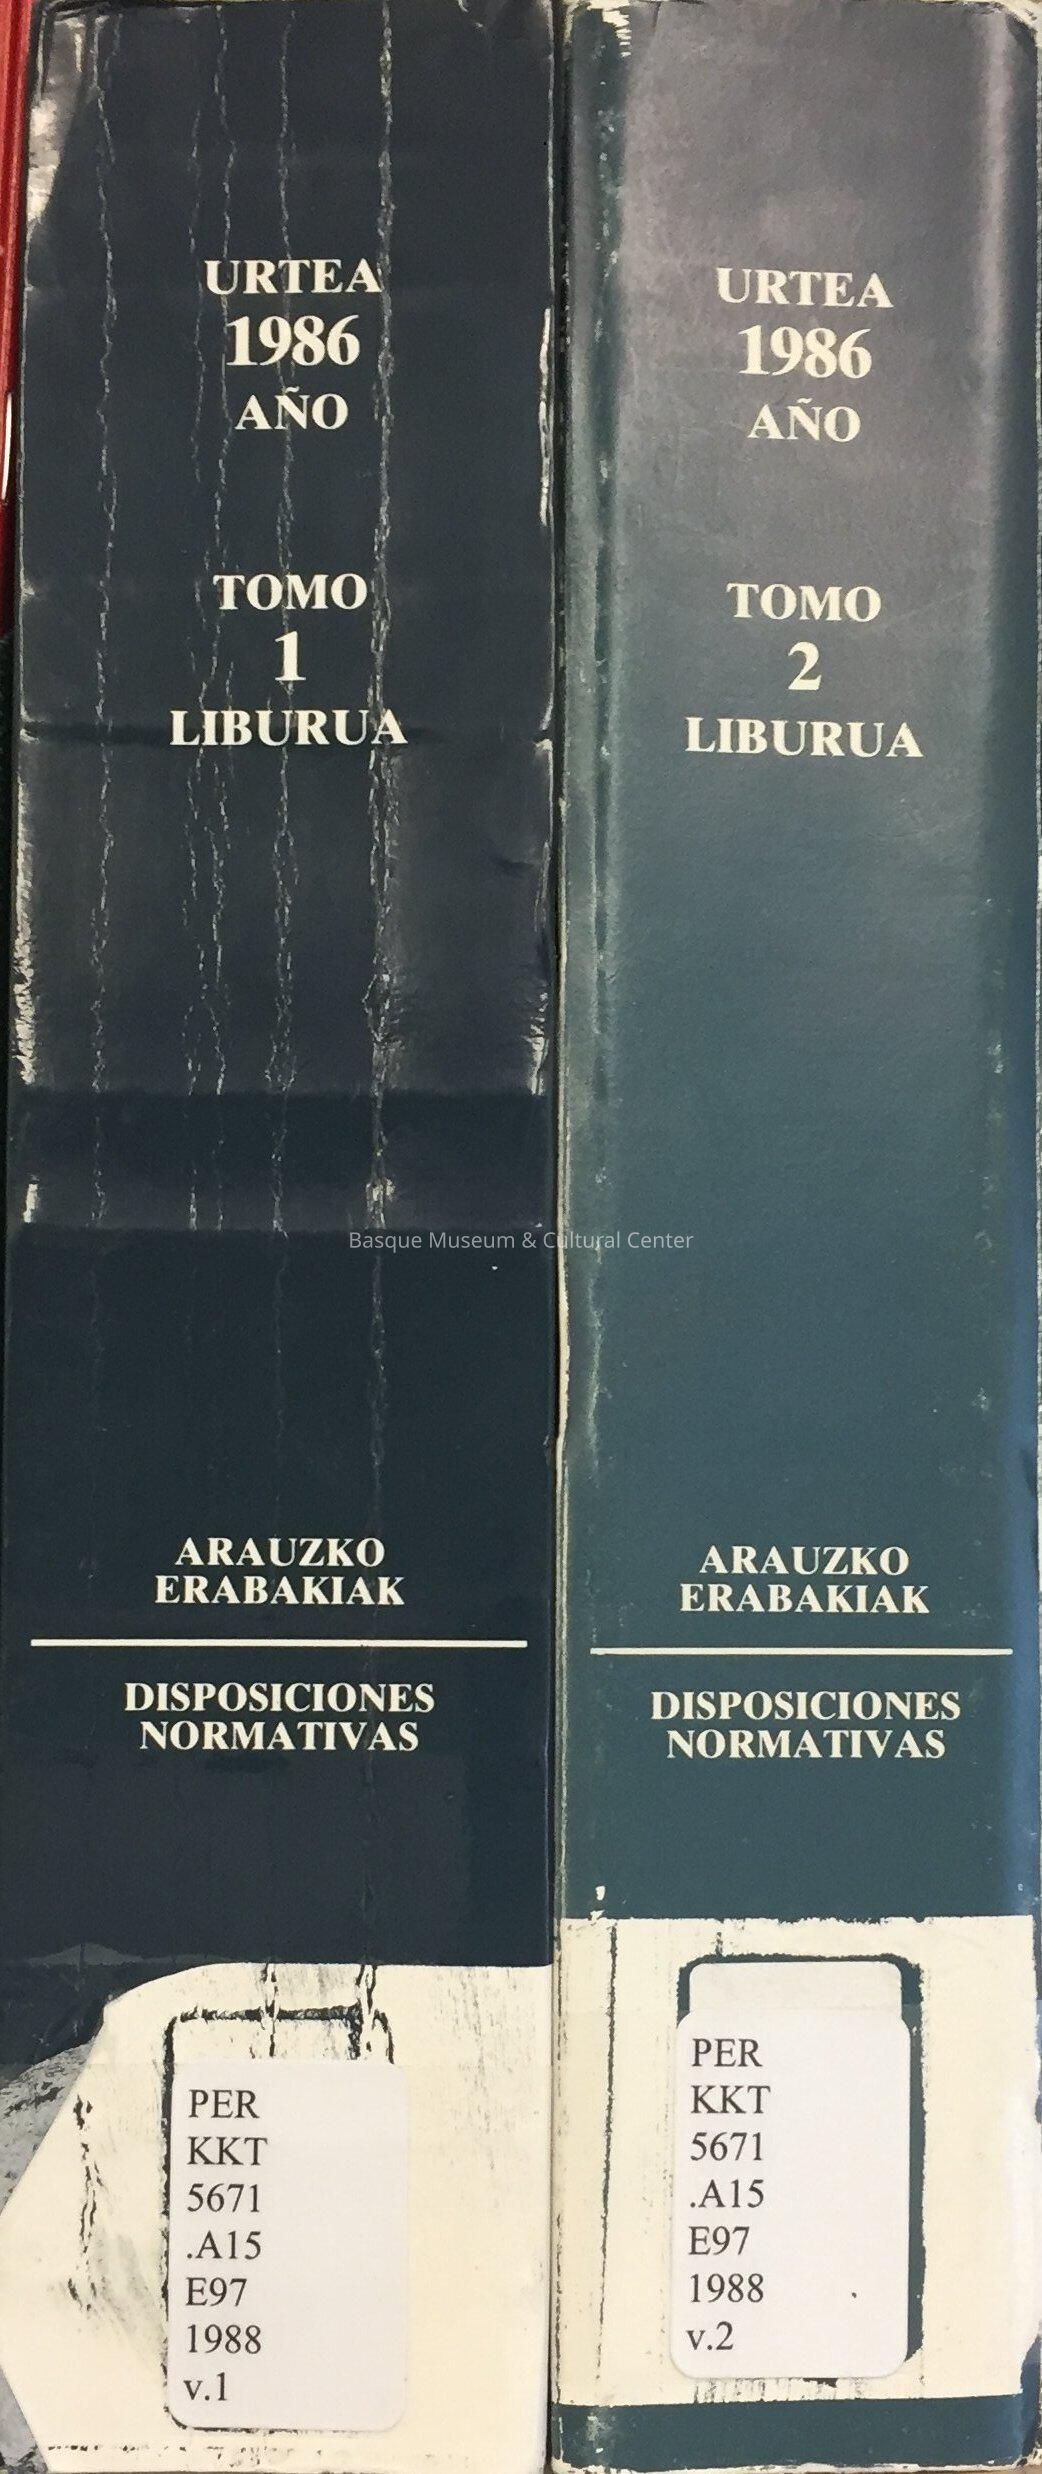 URTEA
1986
AÑO
TOMO
1
LIBURUA
ARAUZKO
ERABAKIAK
DISPOSICIONES
NORMATIVAS
PER
KKT
5671
.A15
E97
1988
v.1
URTEA
1986
AÑO
TOMO
2
LIBURUA
ARAUZKO
ERABAKIAK
DISPOSICIONES
NORMATIVAS
PER
KKT
5671
.A15
E97
1988
v.2
Basque Museum & Cultural Center